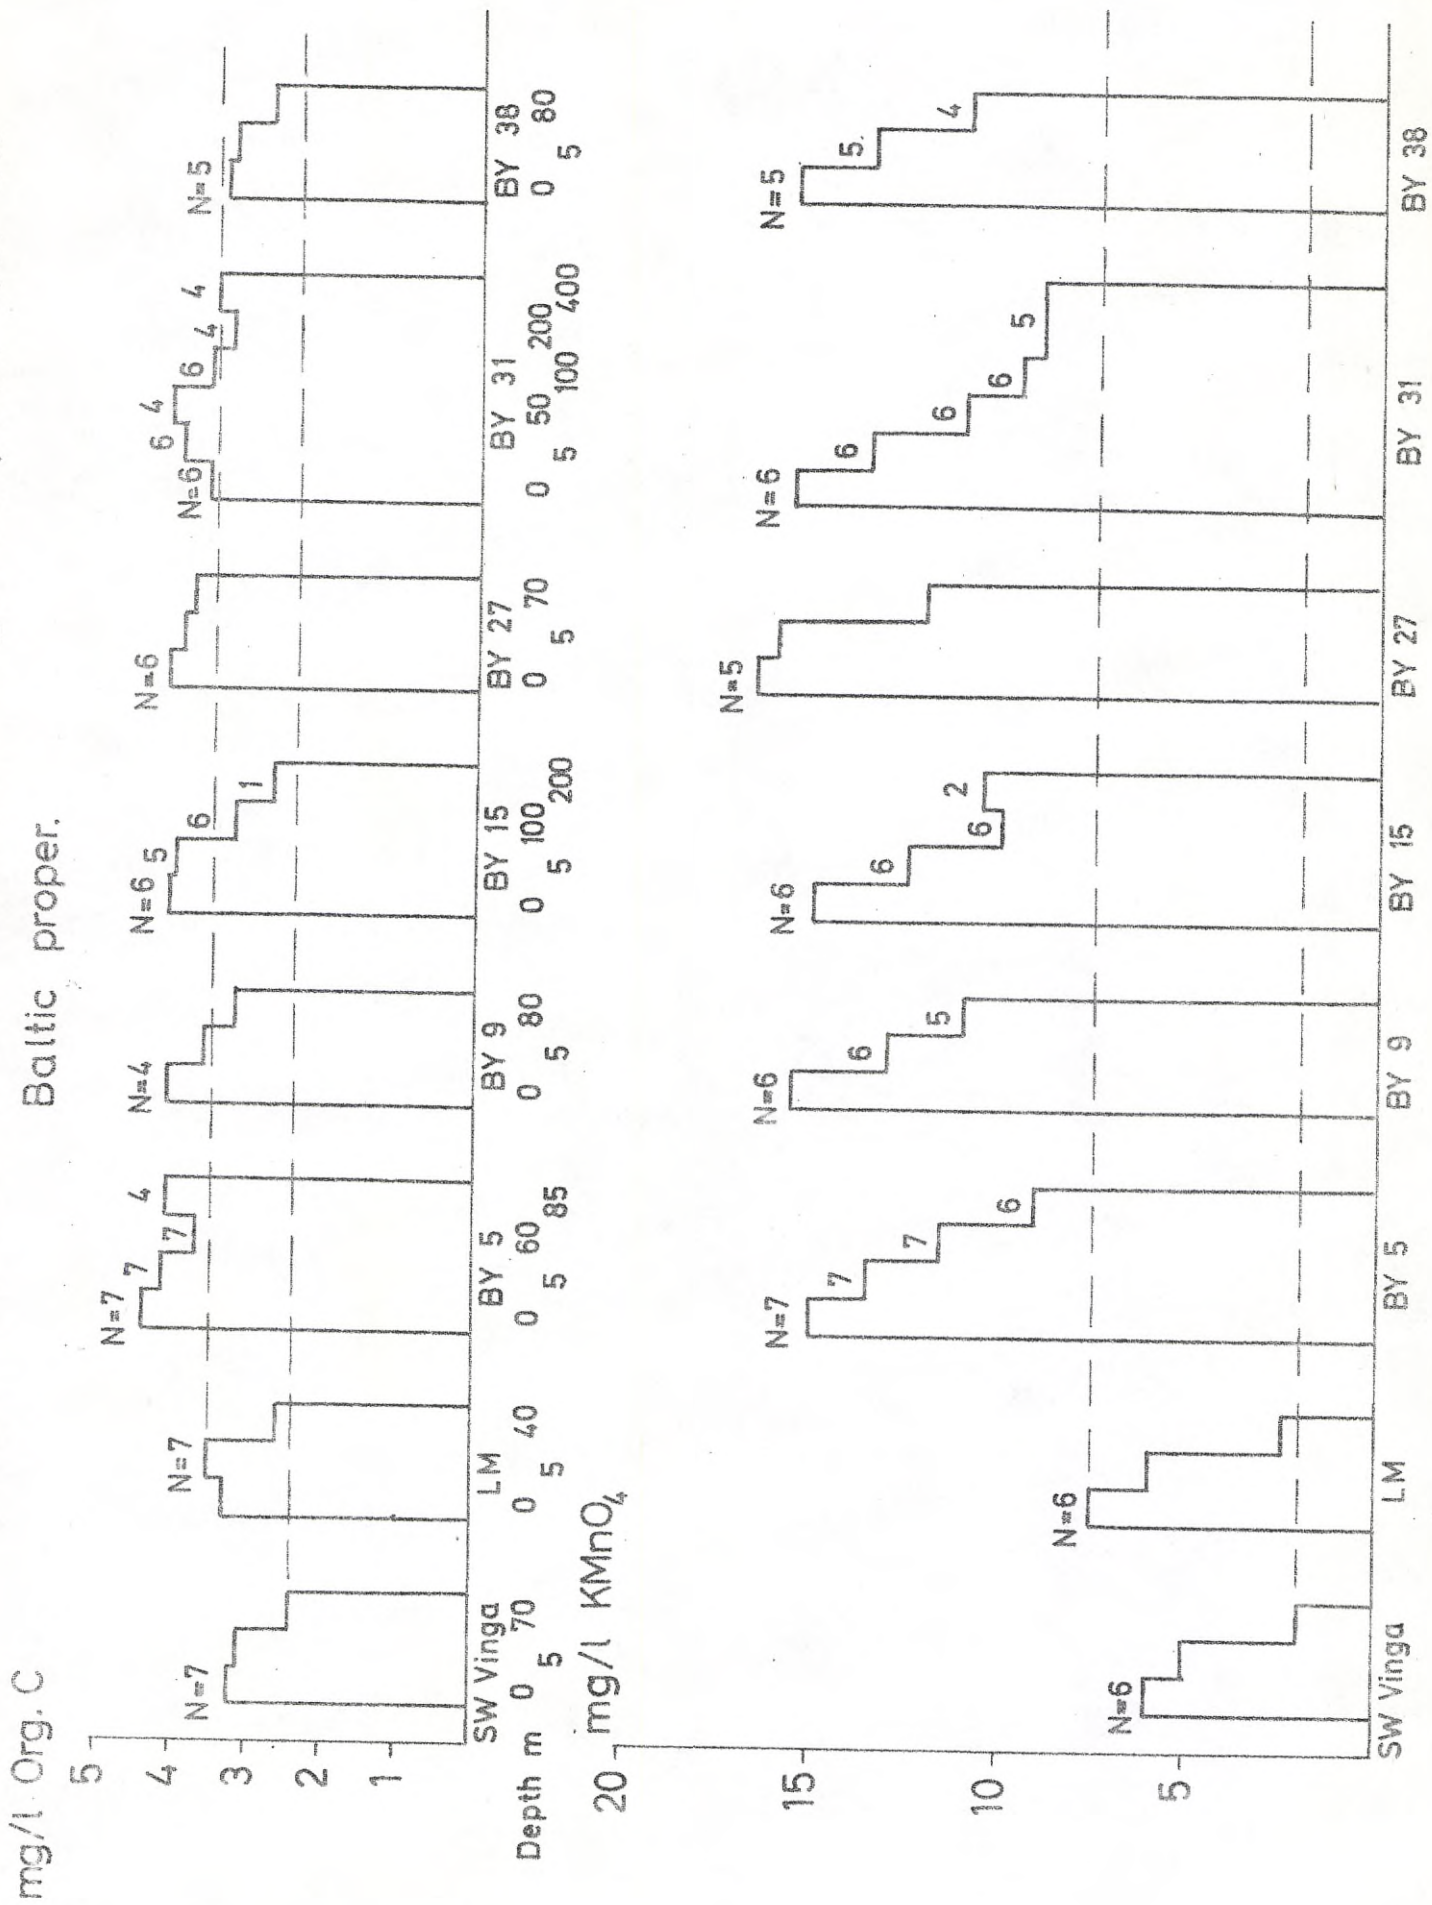 Baltic proper.
mg/l Org. C
5
4
3
2
1
N=7
N=7
N=7 7 7 4
N=4
N=6 5 6 1
N=6
N=6 6 4 6 4 4
N=5
SW Vinga LM BY 5 BY 9 BY 15 BY 27 BY 31 BY 38
Depth m 0 5 70 0 5 40 0 5 60 85 0 5 80 0 5 100 200 0 5 70 0 5 50 100 200 400 0 5 80
mg/l KMnO₄
20
15
10
5
N=6
N=6
N=7 7 7 6
N=6 6 5
N=6 6 6 2
N=5
N=6 6 6 6 5
N=5 5 4
SW Vinga LM BY 5 BY 9 BY 15 BY 27 BY 31 BY 38